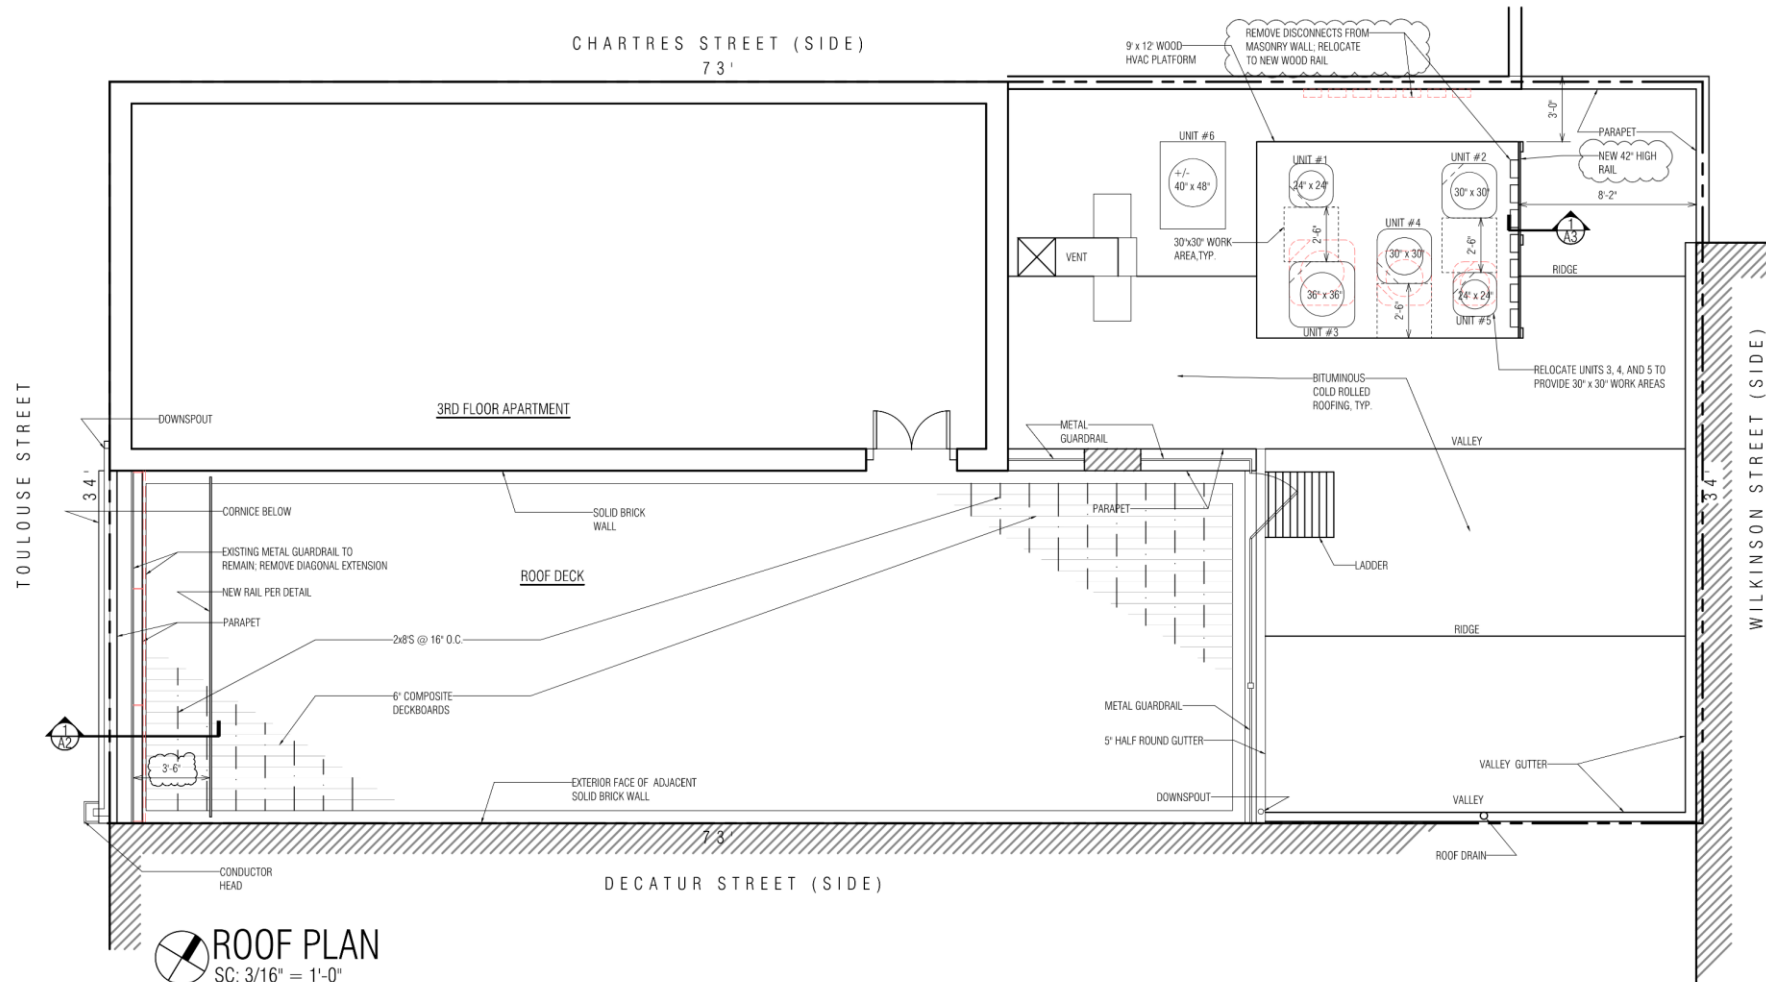 CHARTRES STREET (SIDE)
73'
9' x 12' WOOD
HVAC PLATFORM
REMOVE DISCONNECTS FROM
MASONRY WALL; RELOCATE
TO NEW WOOD RAIL
3'-0"
PARAPET
NEW 42" HIGH
RAIL
8'-2"
1
A3
UNIT #6
+/-
40" x 48"
UNIT #1
24" x 24"
UNIT #2
30" x 30"
UNIT #4
30" x 30"
2'-6"
2'-6"
30"x30" WORK
AREA,TYP.
VENT
36" x 36"
UNIT #3
2'-6"
24" x 24"
UNIT #5
RIDGE
RELOCATE UNITS 3, 4, AND 5 TO
PROVIDE 30" x 30" WORK AREAS
BITUMINOUS
COLD ROLLED
ROOFING, TYP.
TOULOUSE STREET
WILKINSON STREET (SIDE)
3RD FLOOR APARTMENT
DOWNSPOUT
METAL
GUARDRAIL
VALLEY
34'
34'
CORNICE BELOW
SOLID BRICK
WALL
PARAPET
EXISTING METAL GUARDRAIL TO
REMAIN; REMOVE DIAGONAL EXTENSION
ROOF DECK
LADDER
NEW RAIL PER DETAIL
PARAPET
2x8'S @ 16" O.C.
RIDGE
6" COMPOSITE
DECKBOARDS
METAL GUARDRAIL
1
A2
5" HALF ROUND GUTTER
3'-6"
VALLEY GUTTER
EXTERIOR FACE OF ADJACENT
SOLID BRICK WALL
DOWNSPOUT
VALLEY
73'
ROOF DRAIN
CONDUCTOR
HEAD
DECATUR STREET (SIDE)
ROOF PLAN
SC: 3/16" = 1'-0"